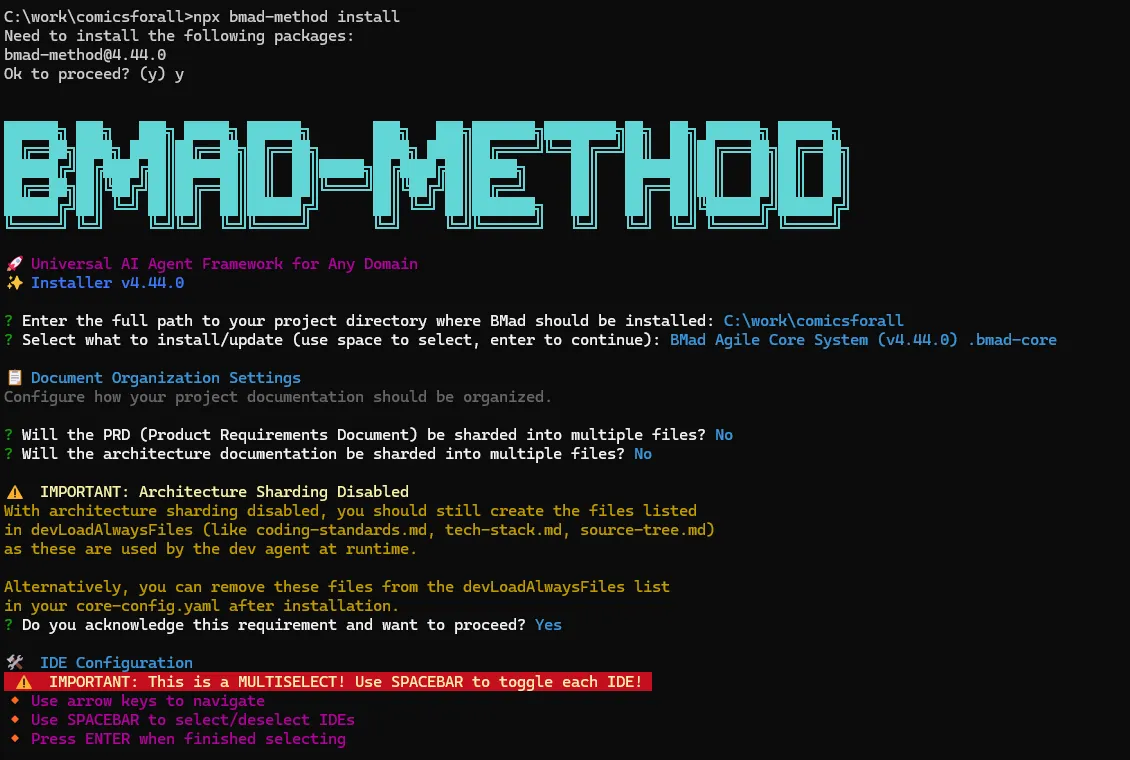 C:\work\comicsforall>npx bmad-method install
Need to install the following packages:
bmad-method@4.44.0
Ok to proceed? (y) y
BMAD-METHOD
🚀 Universal AI Agent Framework for Any Domain
✨ Installer v4.44.0
? Enter the full path to your project directory where BMad should be installed: C:\work\comicsforall
? Select what to install/update (use space to select, enter to continue): BMad Agile Core System (v4.44.0) .bmad-core
📋 Document Organization Settings
Configure how your project documentation should be organized.
? Will the PRD (Product Requirements Document) be sharded into multiple files? No
? Will the architecture documentation be sharded into multiple files? No
⚠️ IMPORTANT: Architecture Sharding Disabled
With architecture sharding disabled, you should still create the files listed
in devLoadAlwaysFiles (like coding-standards.md, tech-stack.md, source-tree.md)
as these are used by the dev agent at runtime.
Alternatively, you can remove these files from the devLoadAlwaysFiles list
in your core-config.yaml after installation.
? Do you acknowledge this requirement and want to proceed? Yes
🛠️ IDE Configuration
⚠️ IMPORTANT: This is a MULTISELECT! Use SPACEBAR to toggle each IDE!
🔸 Use arrow keys to navigate
🔸 Use SPACEBAR to select/deselect IDEs
🔸 Press ENTER when finished selecting